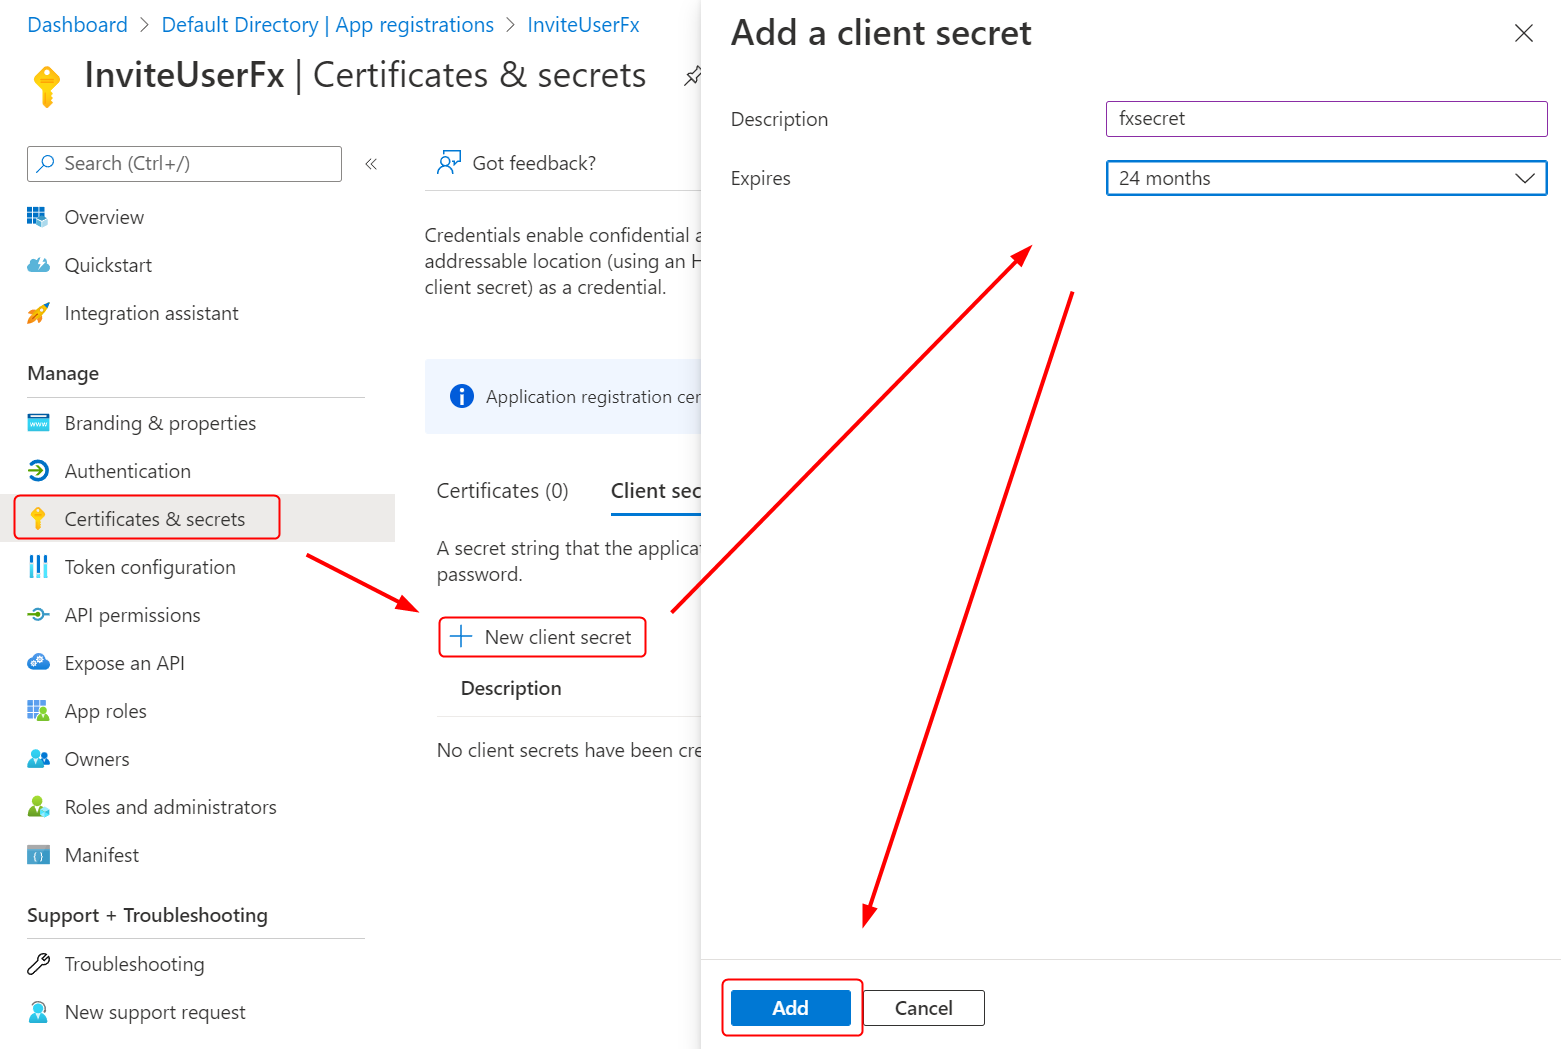 Dashboard > Default Directory | App registrations > InviteUserFx
InviteUserFx | Certificates & secrets
Search (Ctrl+/)
«
Overview
Quickstart
Integration assistant
Manage
Branding & properties
Authentication
Certificates & secrets
Token configuration
API permissions
Expose an API
App roles
Owners
Roles and administrators
Manifest
Support + Troubleshooting
Troubleshooting
New support request
Got feedback?
Credentials enable confidential a
addressable location (using an H
client secret) as a credential.
Application registration cer
Certificates (0)
Client sec
A secret string that the applica
password.
New client secret
Description
No client secrets have been cre
Add a client secret
Description
fxsecret
Expires
24 months
Add
Cancel